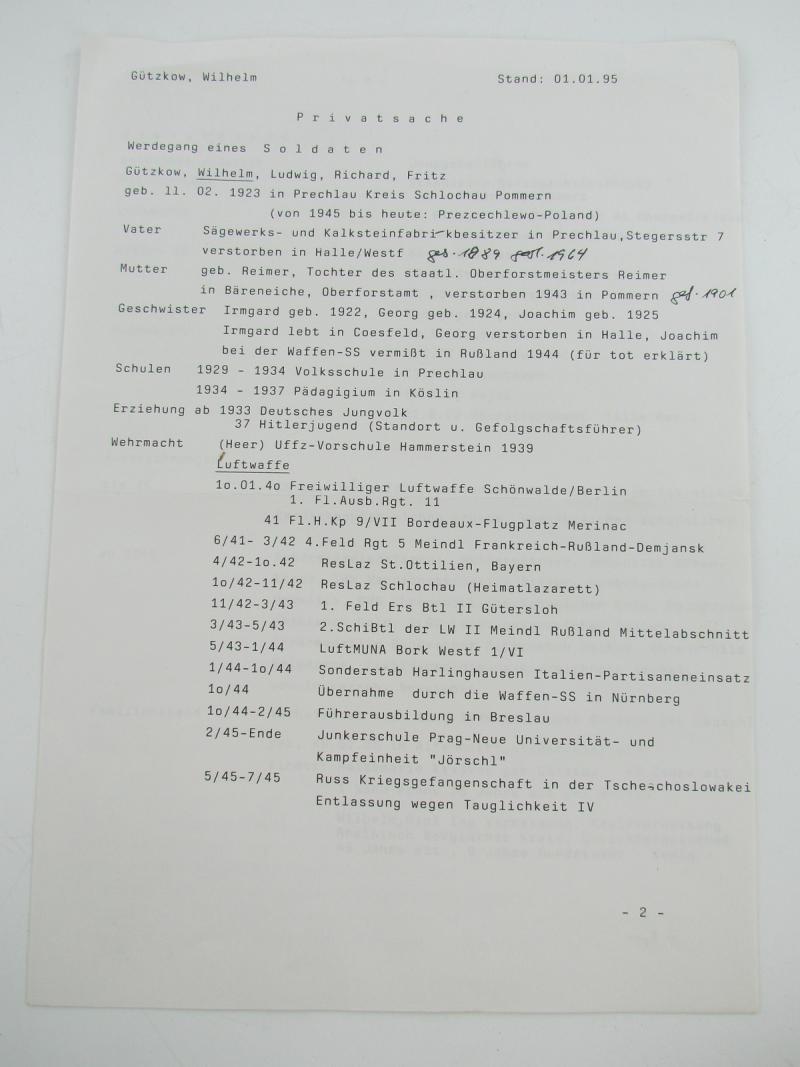 Gützkow, Wilhelm Stand: 01.01.95
P r i v a t s a c h e
Werdegang eines S o l d a t e n
Gützkow, Wilhelm, Ludwig, Richard, Fritz
geb. ll. 02. 1923 in Prechlau Kreis Schlochau Pommern
(von 1945 bis heute: Prezcechlewo-Poland)
Vater Sägewerks- und Kalksteinfabrikbesitzer in Prechlau,Stegersstr 7
verstorben in Halle/Westf geb. 1889 gest. 1964
Mutter geb. Reimer, Tochter des staatl. Oberforstmeisters Reimer
in Bäreneiche, Oberforstamt , verstorben 1943 in Pommern geb. 1901
Geschwister Irmgard geb. 1922, Georg geb. 1924, Joachim geb. 1925
Irmgard lebt in Coesfeld, Georg verstorben in Halle, Joachim
bei der Waffen-SS vermißt in Rußland 1944 (für tot erklärt)
Schulen 1929 - 1934 Volksschule in Prechlau
1934 - 1937 Pädagigium in Köslin
Erziehung ab 1933 Deutsches Jungvolk
37 Hitlerjugend (Standort u. Gefolgschaftsführer)
Wehrmacht (Heer) Uffz-Vorschule Hammerstein 1939
Luftwaffe
1o.01.4o Freiwilliger Luftwaffe Schönwalde/Berlin
1. Fl.Ausb.Rgt. 11
41 Fl.H.Kp 9/VII Bordeaux-Flugplatz Merinac
6/41- 3/42 4.Feld Rgt 5 Meindl Frankreich-Rußland-Demjansk
4/42-1o.42 ResLaz St.Ottilien, Bayern
1o/42-11/42 ResLaz Schlochau (Heimatlazarett)
11/42-3/43 1. Feld Ers Btl II Gütersloh
3/43-5/43 2.SchiBtl der LW II Meindl Rußland Mittelabschnitt
5/43-1/44 LuftMUNA Bork Westf 1/VI
1/44-1o/44 Sonderstab Harlinghausen Italien-Partisaneneinsatz
1o/44 Übernahme durch die Waffen-SS in Nürnberg
1o/44-2/45 Führerausbildung in Breslau
2/45-Ende Junkerschule Prag-Neue Universität- und
Kampfeinheit "Jörschl"
5/45-7/45 Russ Kriegsgefangenschaft in der Tschechoslowakei
Entlassung wegen Tauglichkeit IV
- 2 -